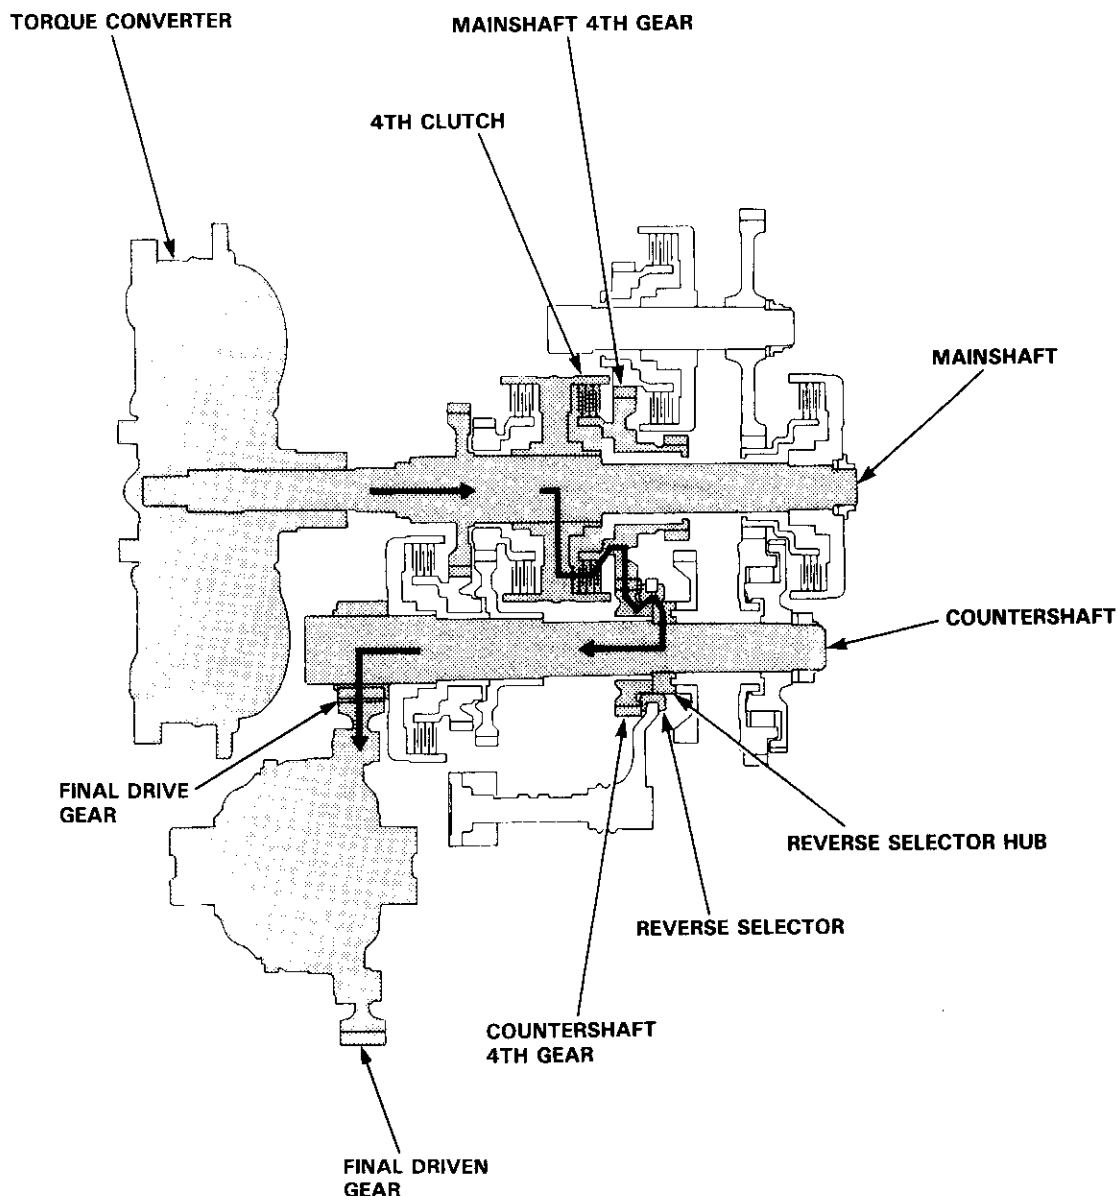 TORQUE CONVERTER
MAINSHAFT 4TH GEAR
4TH CLUTCH
MAINSHAFT
COUNTERSHAFT
FINAL DRIVE
GEAR
REVERSE SELECTOR HUB
REVERSE SELECTOR
COUNTERSHAFT
4TH GEAR
FINAL DRIVEN
GEAR